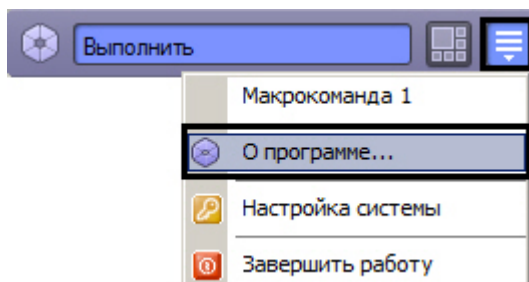 Выполнить
Макрокоманда 1
О программе...
Настройка системы
Завершить работу